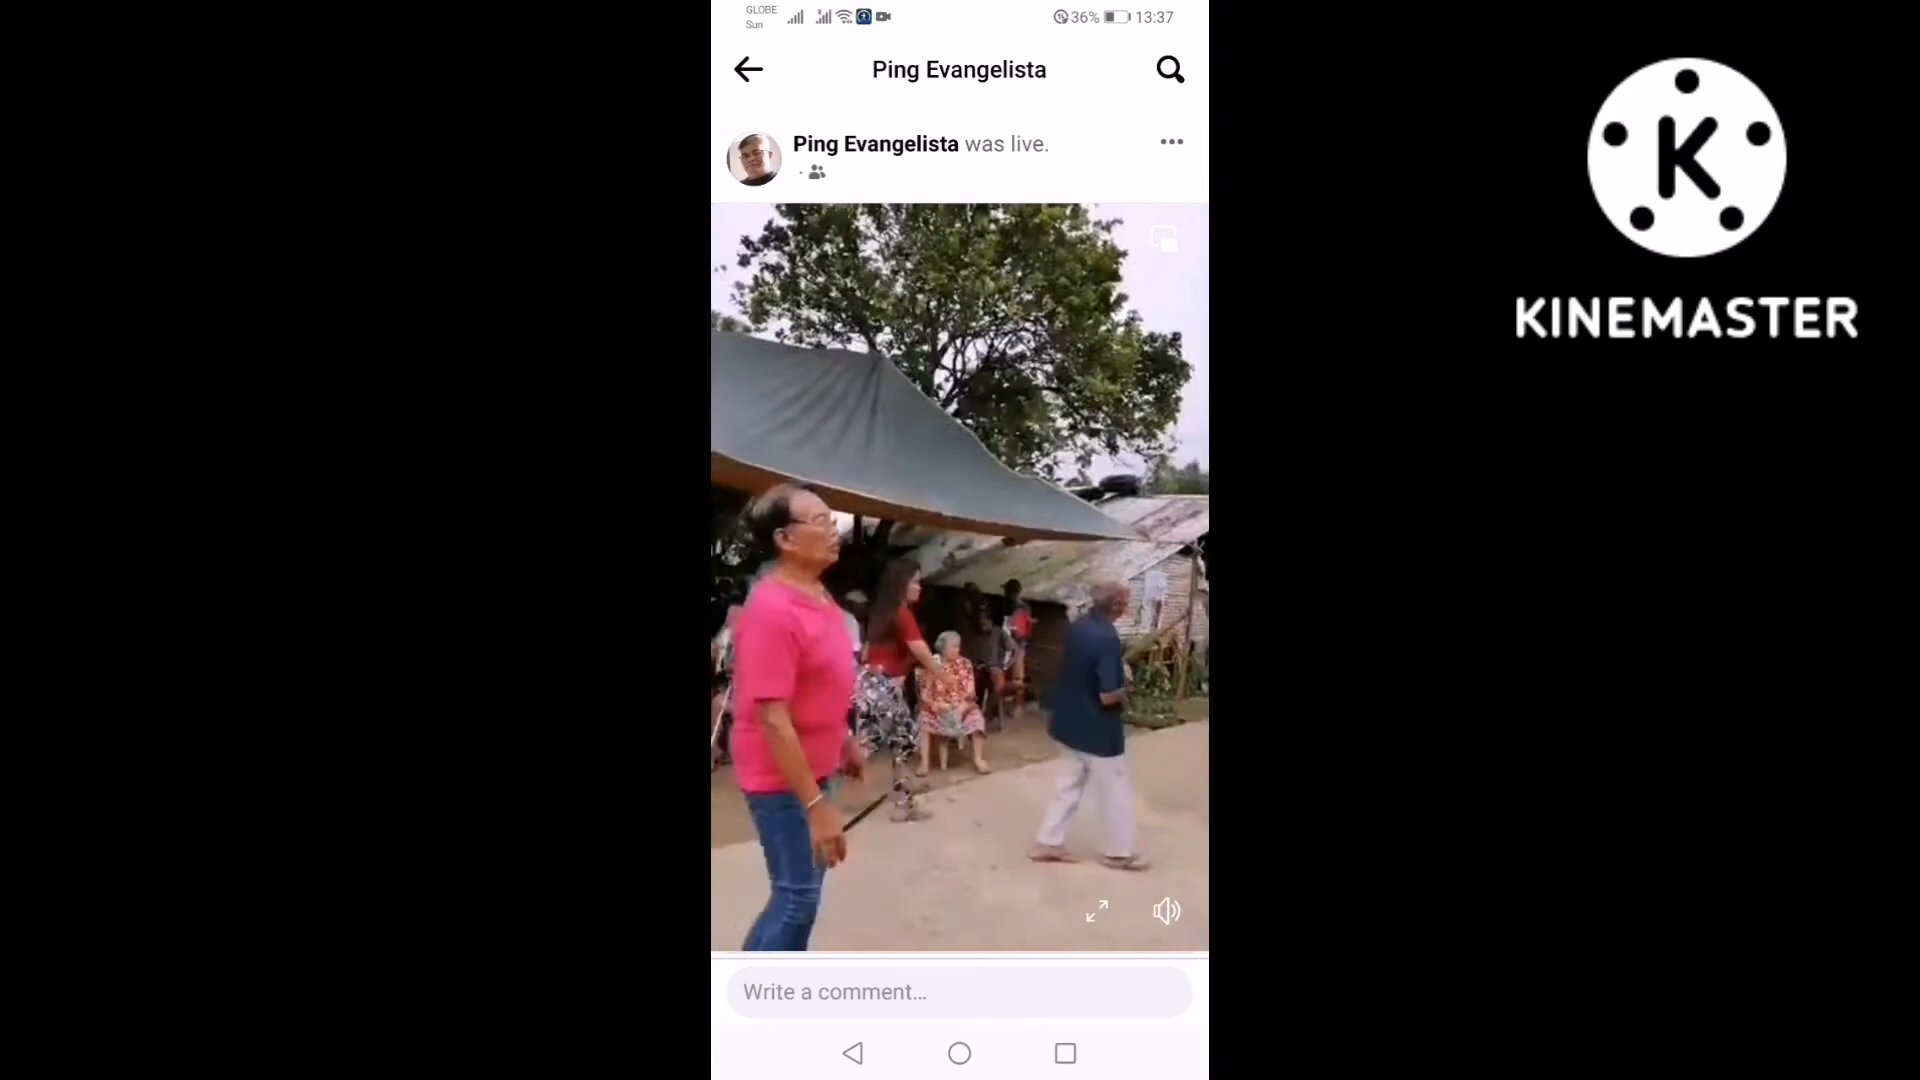 GLOBE
Sun
36% 13:37
Ping Evangelista
Ping Evangelista was live.
Write a comment...
K
KINEMASTER